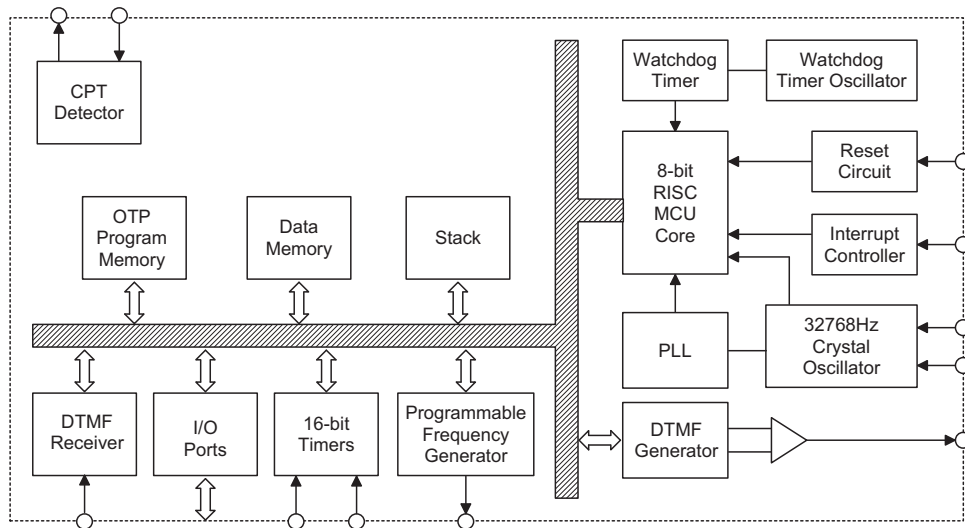 CPT
Detector
Watchdog
Timer
Watchdog
Timer Oscillator
8-bit
RISC
MCU
Core
Reset
Circuit
Interrupt
Controller
OTP
Program
Memory
Data
Memory
Stack
PLL
32768Hz
Crystal
Oscillator
DTMF
Receiver
I/O
Ports
16-bit
Timers
Programmable
Frequency
Generator
DTMF
Generator